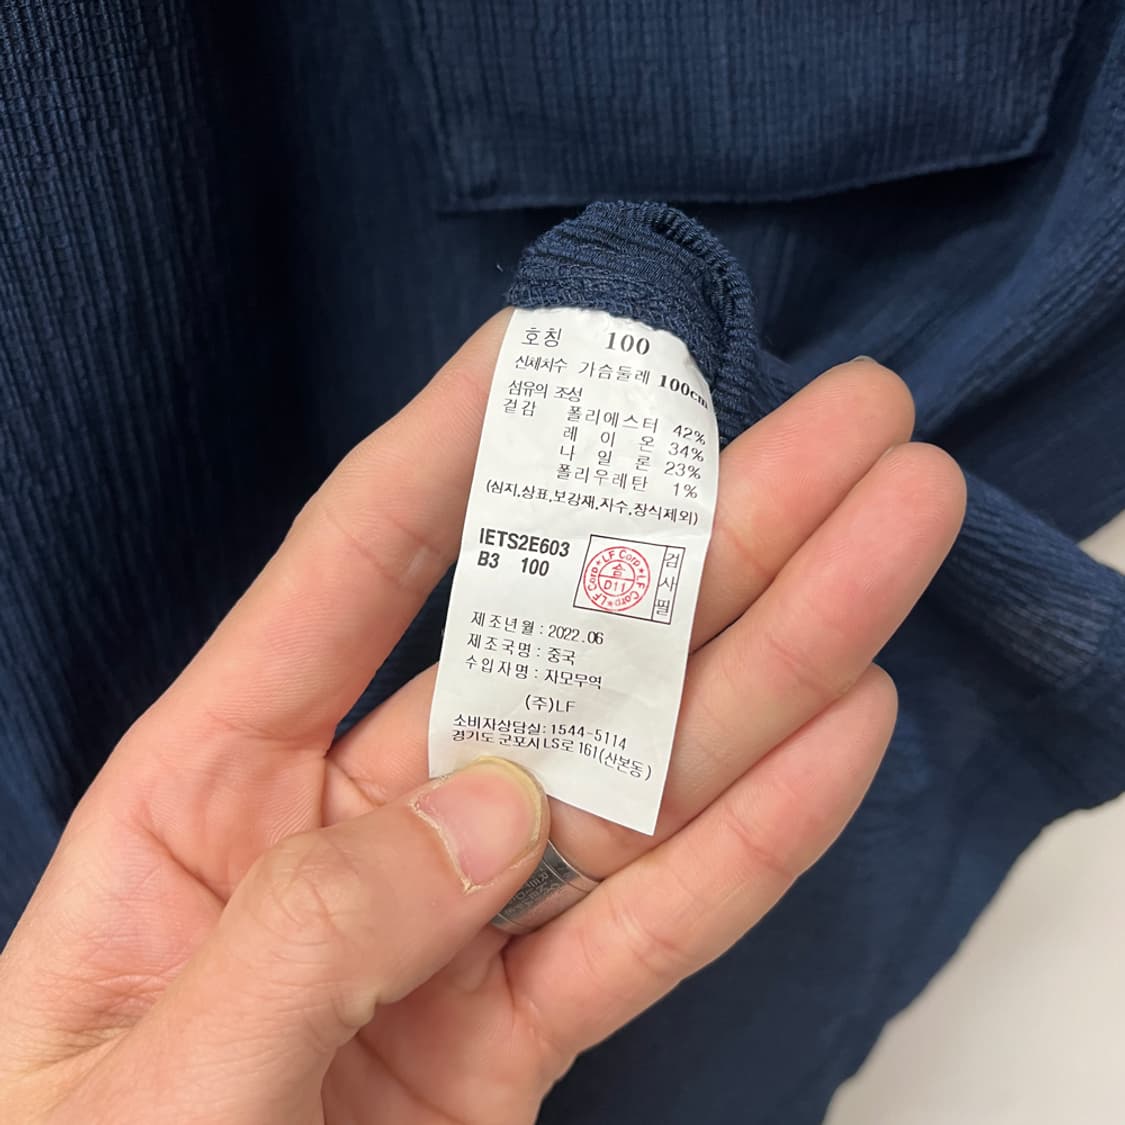 호칭 100
신체치수 가슴둘레 100cm
섬유의 조성
겉감 폴리에스터 42%
레이온 34%
나일론 23%
폴리우레탄 1%
(심지,상표,보강재,자수,장식제외)
IETS2E603
B3 100
LF Corp ★ LF Corp ★ LF Corp ★
D11
검사필
제조년월 : 2022.06
제조국명 : 중국
수입자명 : 자모무역
(주)LF
소비자상담실: 1544-5114
경기도 군포시 LS로 161(산본동)